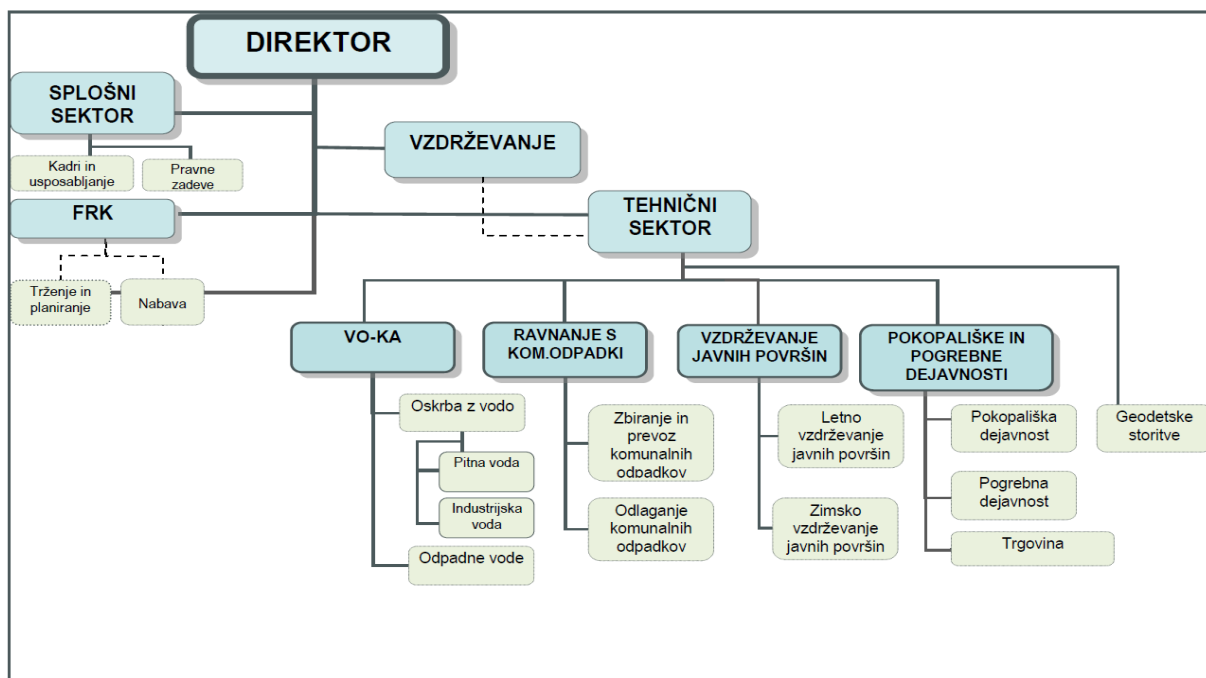 DIREKTOR
SPLOŠNI
SEKTOR
Kadri in
usposabljanje
Pravne
zadeve
VZDRŽEVANJE
FRK
TEHNIČNI
SEKTOR
Trženje in
planiranje
Nabava
VO-KA
RAVNANJE S
KOM.ODPADKI
VZDRŽEVANJE
JAVNIH POVRŠIN
POKOPALIŠKE IN
POGREBNE
DEJAVNOSTI
Oskrba z vodo
Pitna voda
Industrijska
voda
Odpadne vode
Zbiranje in
prevoz
komunalnih
odpadkov
Odlaganje
komunalnih
odpadkov
Letno
vzdrževanje
javnih površin
Zimsko
vzdrževanje
javnih površin
Pokopališka
dejavnost
Pogrebna
dejavnost
Trgovina
Geodetske
storitve